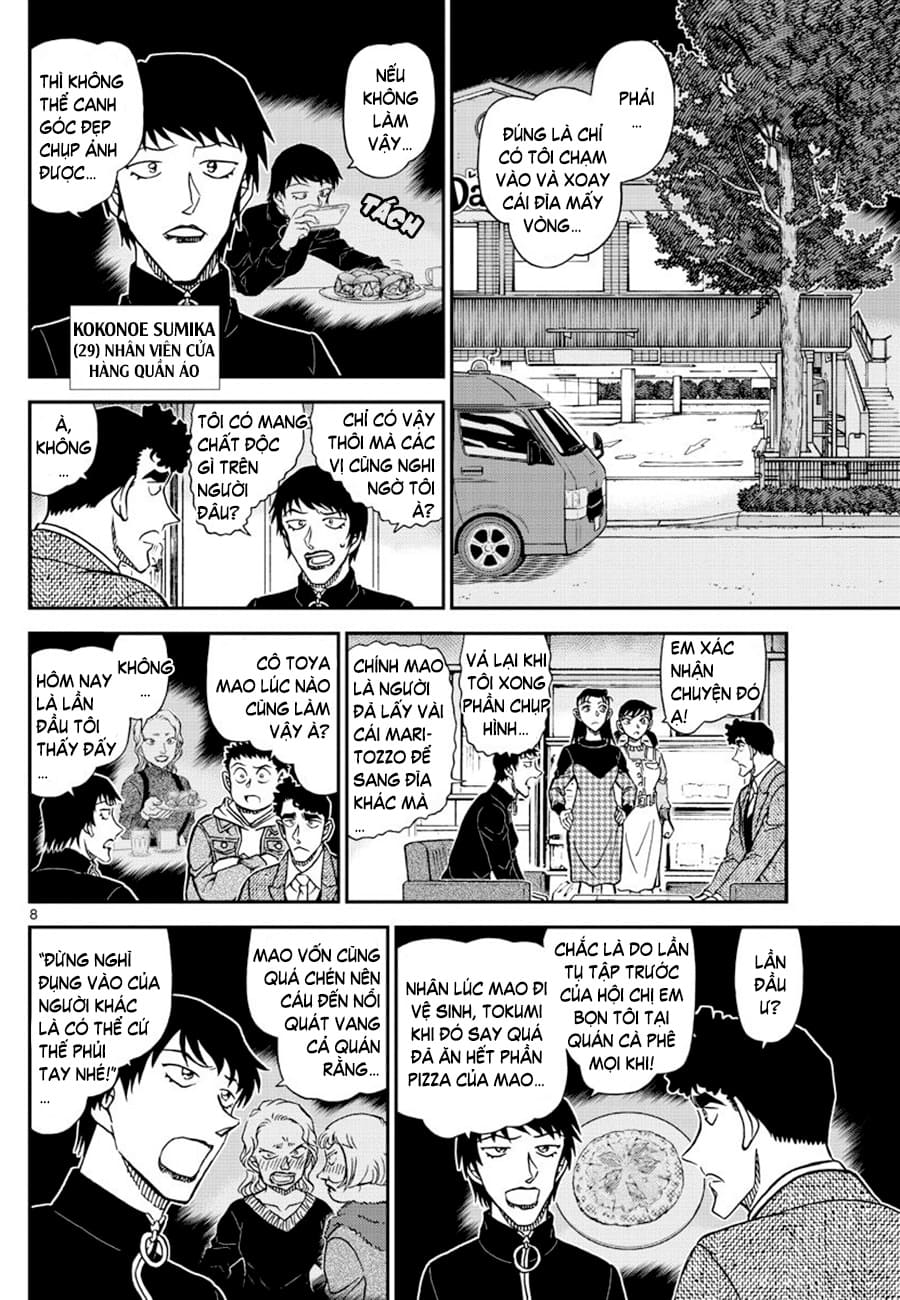 PHẢI
...
ĐÚNG LÀ CHỈ
CÓ TÔI CHẠM
VÀO VÀ XOAY
CÁI ĐĨA MẤY
VÒNG...
NẾU
KHÔNG
LÀM
VẬY...
TÁCH
THÌ KHÔNG
THỂ CANH
GÓC ĐẸP
CHỤP ẢNH
ĐƯỢC...
KOKONOE SUMIKA
(29) NHÂN VIÊN CỬA
HÀNG QUẦN ÁO
CHỈ CÓ VẬY
THÔI MÀ CÁC
VỊ CŨNG NGHI
NGỜ TÔI
À?
TÔI CÓ MANG
CHẤT ĐỘC
GÌ TRÊN
NGƯỜI
ĐÂU?
À,
KHÔNG
...
EM XÁC
NHẬN
CHUYỆN ĐÓ
Ạ!
VẢ LẠI KHI
TÔI XONG
PHẦN CHỤP
HÌNH...
CHÍNH MAO
LÀ NGƯỜI
ĐÃ LẤY VÀI
CÁI MARI-
TOZZO ĐỂ
SANG DĨA
KHÁC MÀ
...
CÔ TOYA
MAO LÚC NÀO
CŨNG LÀM
VẬY À?
KHÔNG
...
HÔM NAY
LÀ LẦN
ĐẦU TÔI
THẤY ĐẤY
...
8
LẦN
ĐẦU
Ư?
CHẮC LÀ DO LẦN
TỤ TẬP TRƯỚC
CỦA HỘI CHỊ EM
BỌN TÔI TẠI
QUÁN CÀ PHÊ
MỌI KHI!
NHÂN LÚC MAO ĐI
VỆ SINH, TOKUMI
KHI ĐÓ SAY QUÁ
ĐÃ ĂN HẾT PHẦN
PIZZA CỦA MAO...
MAO VỐN CŨNG
QUÁ CHÉN NÊN
CÁU ĐẾN NỖI
QUÁT VANG
CẢ QUÁN
RẰNG...
"ĐỪNG NGHĨ
ĐỤNG VÀO CỦA
NGƯỜI KHÁC
LÀ CÓ THỂ CỨ
THẾ PHỦI
TAY NHÉ!"
...